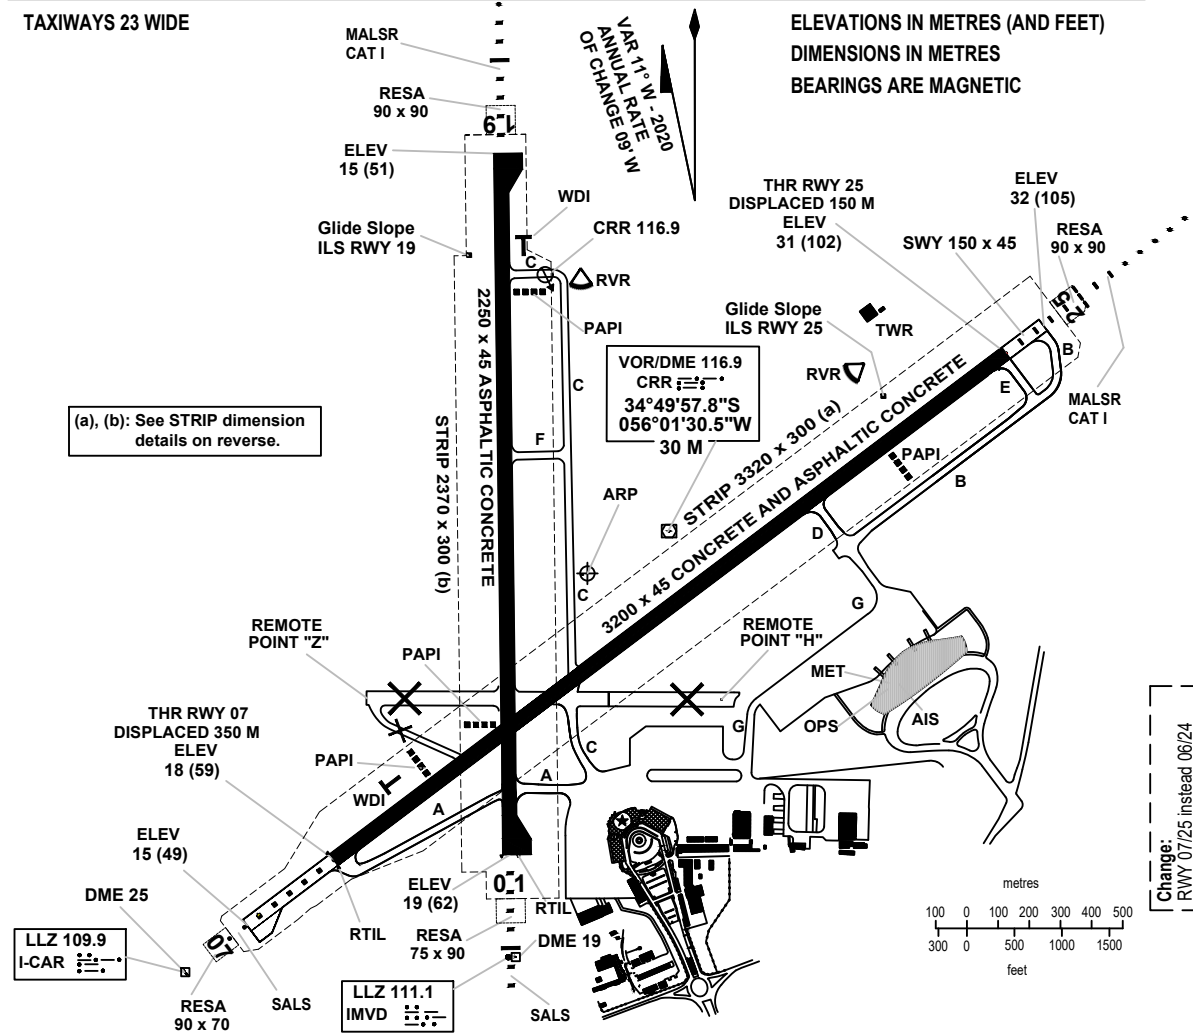 TAXIWAYS 23 WIDE
ELEVATIONS IN METRES (AND FEET)
DIMENSIONS IN METRES
BEARINGS ARE MAGNETIC
MALSR
CAT I
RESA
90 x 90
19
ELEV
15 (51)
VAR 11° W - 2020
ANNUAL RATE
OF CHANGE 09' W
WDI
CRR 116.9
Glide Slope
ILS RWY 19
C
RVR
PAPI
THR RWY 25
DISPLACED 150 M
ELEV
31 (102)
ELEV
32 (105)
SWY 150 x 45
RESA
90 x 90
25
Glide Slope
ILS RWY 25
TWR
RVR
B
E
MALSR
CAT I
VOR/DME 116.9
CRR
34°49'57.8"S
056°01'30.5"W
30 M
C
2250 x 45 ASPHALTIC CONCRETE
STRIP 2370 x 300 (b)
(a), (b): See STRIP dimension
details on reverse.
F
STRIP 3320 x 300 (a)
3200 x 45 CONCRETE AND ASPHALTIC CONCRETE
PAPI
B
ARP
D
C
G
REMOTE
POINT "Z"
PAPI
REMOTE
POINT "H"
MET
OPS
AIS
THR RWY 07
DISPLACED 350 M
ELEV
18 (59)
PAPI
WDI
G
C
A
A
ELEV
15 (49)
DME 25
LLZ 109.9
I-CAR
07
RESA
90 x 70
SALS
RTIL
ELEV
19 (62)
01
RTIL
RESA
75 x 90
DME 19
LLZ 111.1
IMVD
SALS
metres
100 0 100 200 300 400 500
300 0 500 1000 1500
feet
Change:
RWY 07/25 instead 06/24